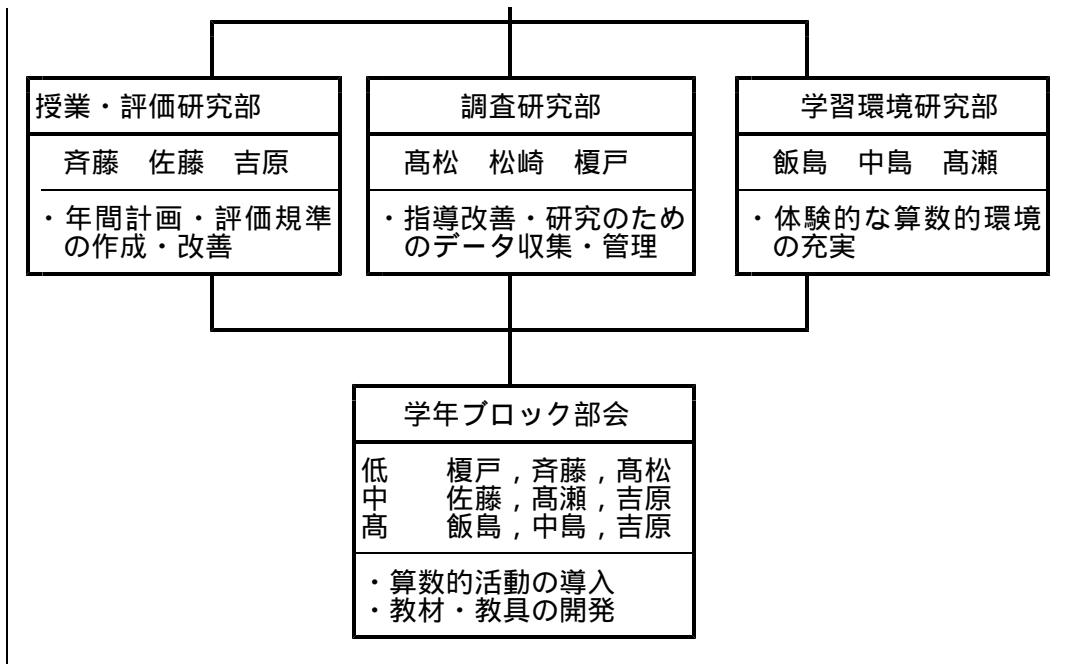 授業・評価研究部
斉藤　佐藤　吉原
・年間計画・評価規準
の作成・改善
調査研究部
髙松　松崎　榎戸
・指導改善・研究のため
のデータ収集・管理
学習環境研究部
飯島　中島　髙瀬
・体験的な算数的環境
の充実
学年ブロック部会
低　　榎戸，斉藤，髙松
中　　佐藤，髙瀬，吉原
髙　　飯島，中島，吉原
・算数的活動の導入
・教材・教具の開発